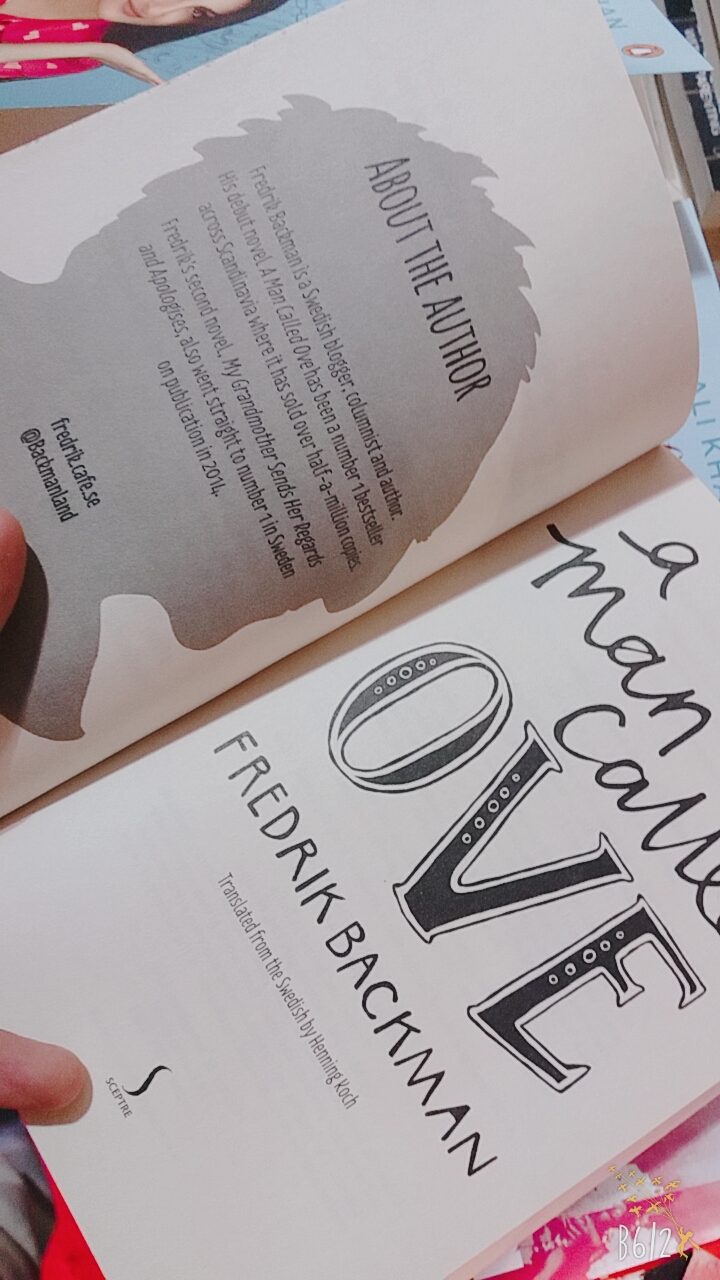 ABOUT THE AUTHOR
Fredrik Backman is a Swedish blogger, columnist and author.
His debut novel A Man Called Ove has been a number 1 bestseller
across Scandinavia where it has sold over half-a-million copies.
Fredrik's second novel, My Grandmother Sends Her Regards
and Apologises, also went straight to number 1 in Sweden
on publication in 2014.
fredrik.cafe.se
@Backmanland
a
man
calle
OVE
FREDRIK BACKMAN
Translated from the Swedish by Henning Koch
S
SCEPTRE
ALI KHA
B612